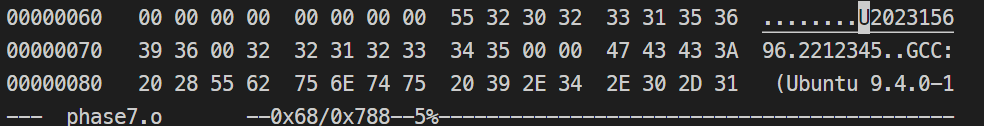 00000060 00 00 00 00 00 00 00 00 55 32 30 32 33 31 35 36 ........U2023156
00000070 39 36 00 32 32 31 32 33 34 35 00 00 47 43 43 3A 96.2212345..GCC:
00000080 20 28 55 62 75 6E 74 75 20 39 2E 34 2E 30 2D 31 (Ubuntu 9.4.0-1
--- phase7.o --0x68/0x788--5%--------------------------------------------------